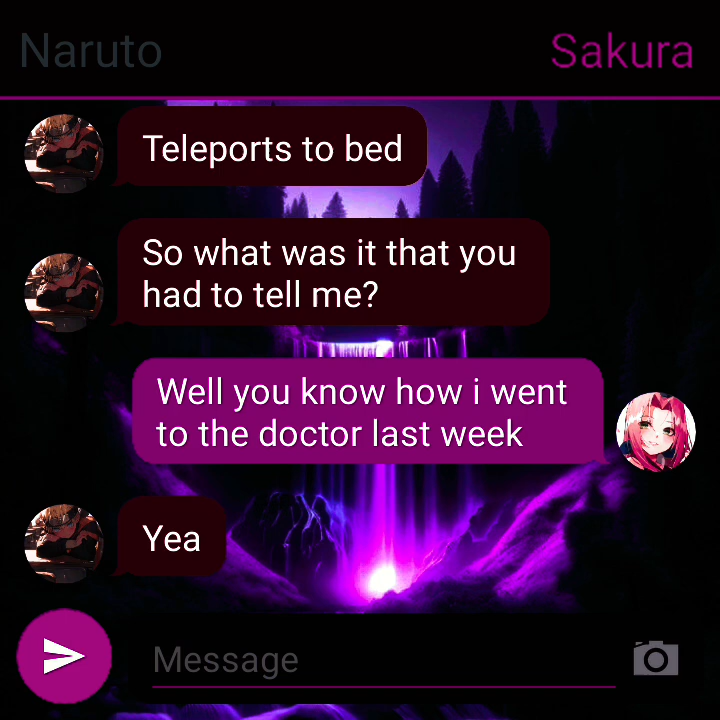 Naruto
Sakura
Teleports to bed
So what was it that you
had to tell me?
Well you know how i went
to the doctor last week
Yea
Message